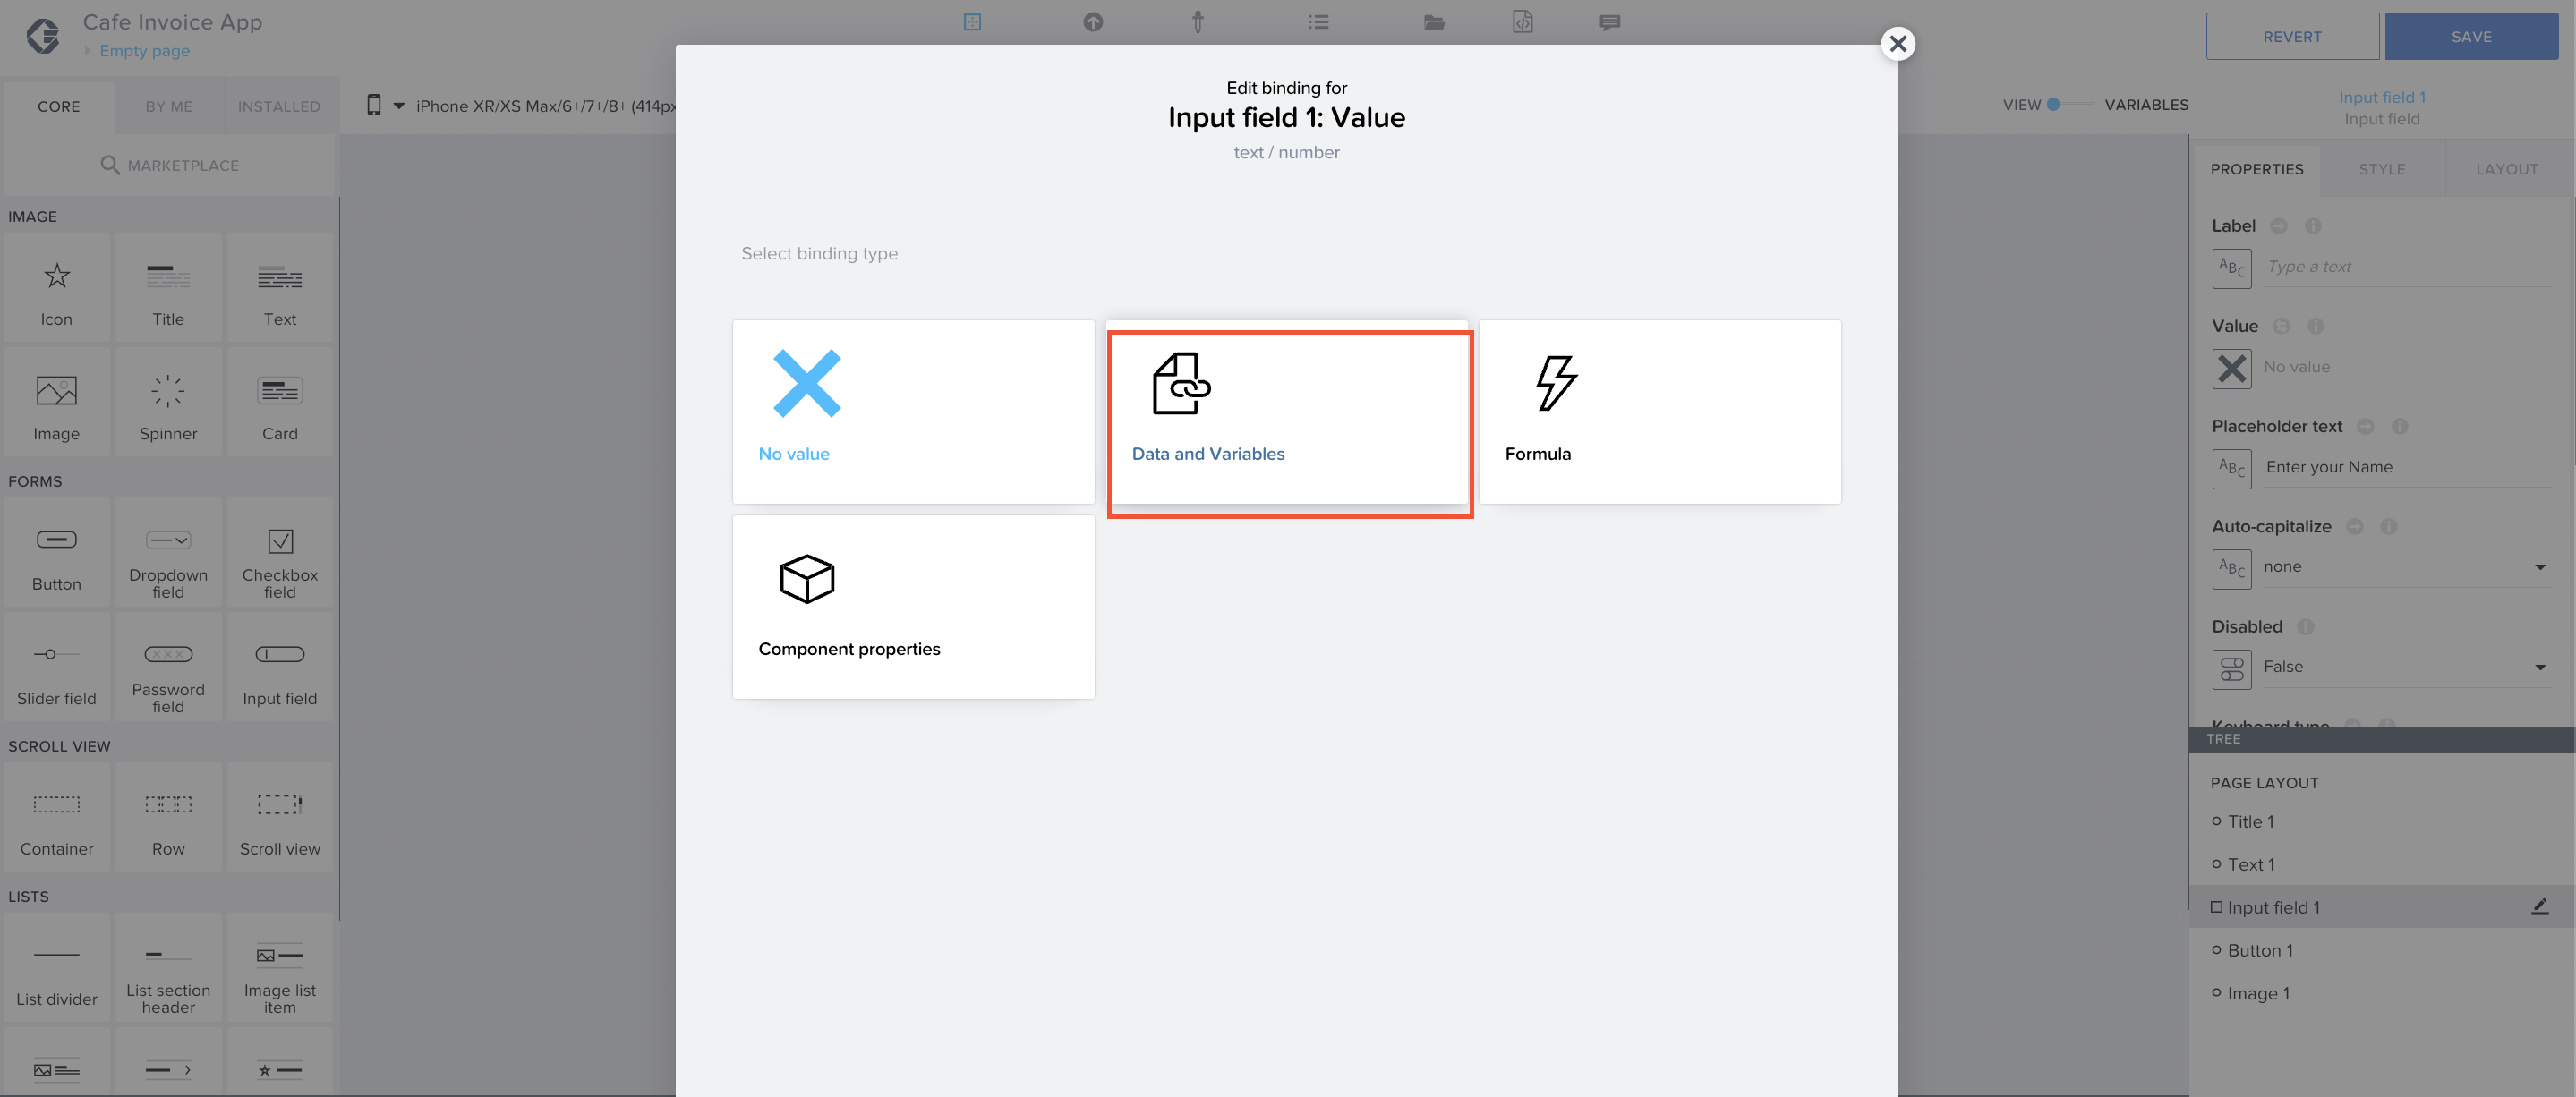 Cafe Invoice App
Empty page
REVERT
SAVE
CORE
BY ME
INSTALLED
iPhone XR/XS Max/6+/7+/8+ (414px
VIEW
VARIABLES
Input field 1
Input field
MARKETPLACE
IMAGE
Icon
Title
Text
Image
Spinner
Card
FORMS
Button
Dropdown
field
Checkbox
field
Slider field
Password
field
Input field
SCROLL VIEW
Container
Row
Scroll view
LISTS
List divider
List section
header
Image list
item
Edit binding for
Input field 1: Value
text / number
Select binding type
No value
Data and Variables
Formula
Component properties
PROPERTIES
STYLE
LAYOUT
Label
ABC
Type a text
Value
No value
Placeholder text
ABC
Enter your Name
Auto-capitalize
ABC
none
Disabled
False
Keyboard type
TREE
PAGE LAYOUT
Title 1
Text 1
Input field 1
Button 1
Image 1